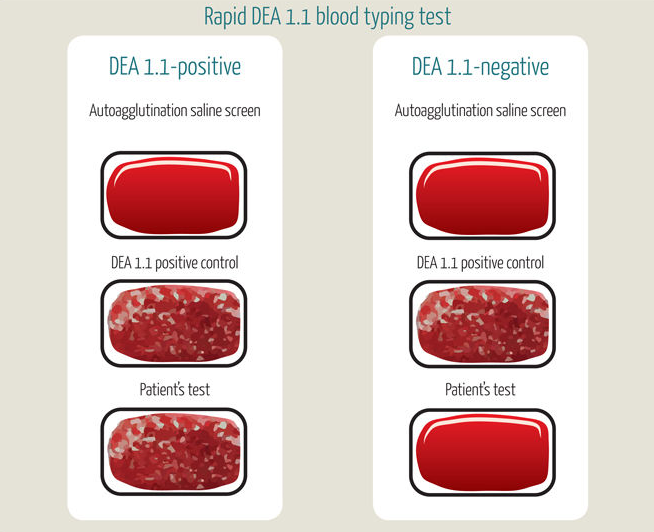 Rapid DEA 1.1 blood typing test
DEA 1.1-positive
Autoagglutination saline screen
DEA 1.1 positive control
Patient's test
DEA 1.1-negative
Autoagglutination saline screen
DEA 1.1 positive control
Patient's test